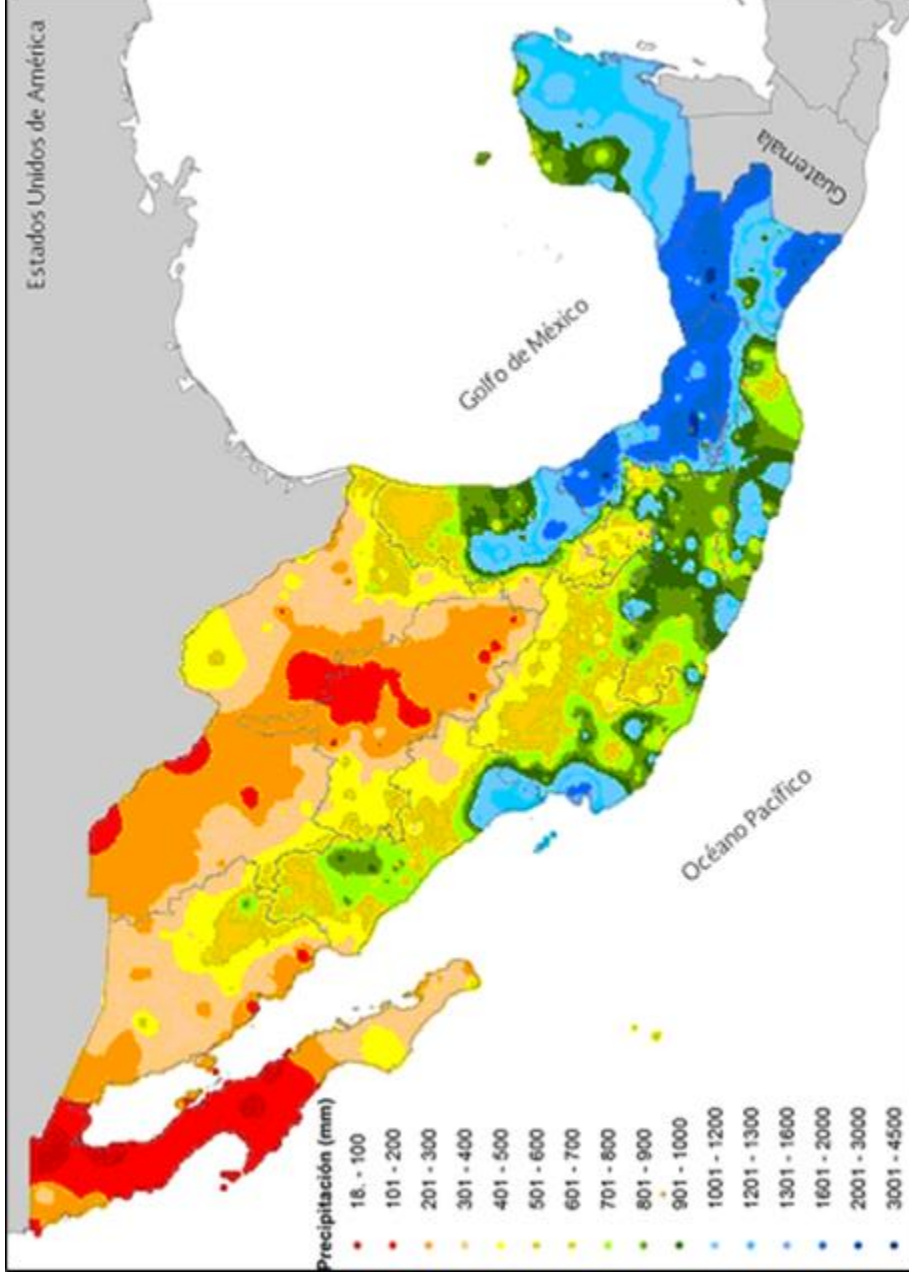 Estados Unidos de América
Golfo de México
Guatemala
Océano Pacífico
Precipitación (mm)
18. - 100
101 - 200
201 - 300
301 - 400
401 - 500
501 - 600
601 - 700
701 - 800
801 - 900
901 - 1000
1001 - 1200
1201 - 1300
1301 - 1600
1601 - 2000
2001 - 3000
3001 - 4500